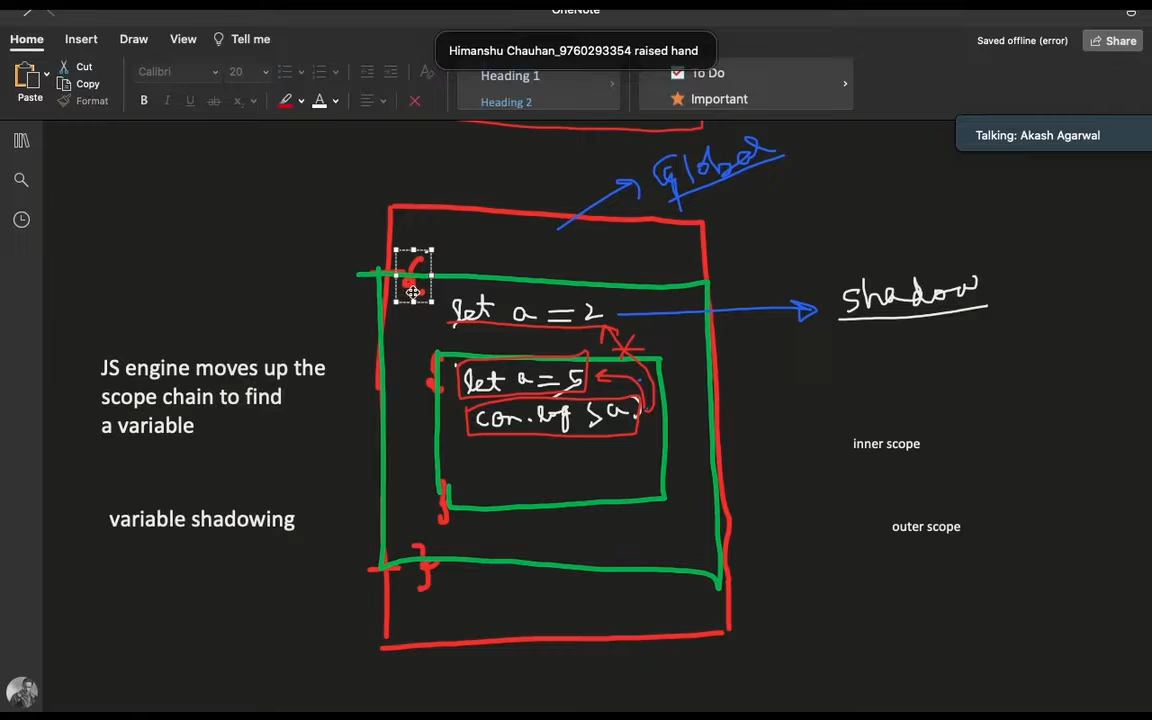 OneNote
Himanshu Chauhan_9760293354 raised hand
Home Insert Draw View Tell me
Saved offline (error) Share
Paste
Cut
Copy
Format
Calibri 20
B I U ab x A
Heading 1
Heading 2
To Do
Important
Talking: Akash Agarwal
Global
{
let a = 2
shadow
{
let a = 5
con.log(a)
}
}
JS engine moves up the
scope chain to find
a variable
variable shadowing
inner scope
outer scope